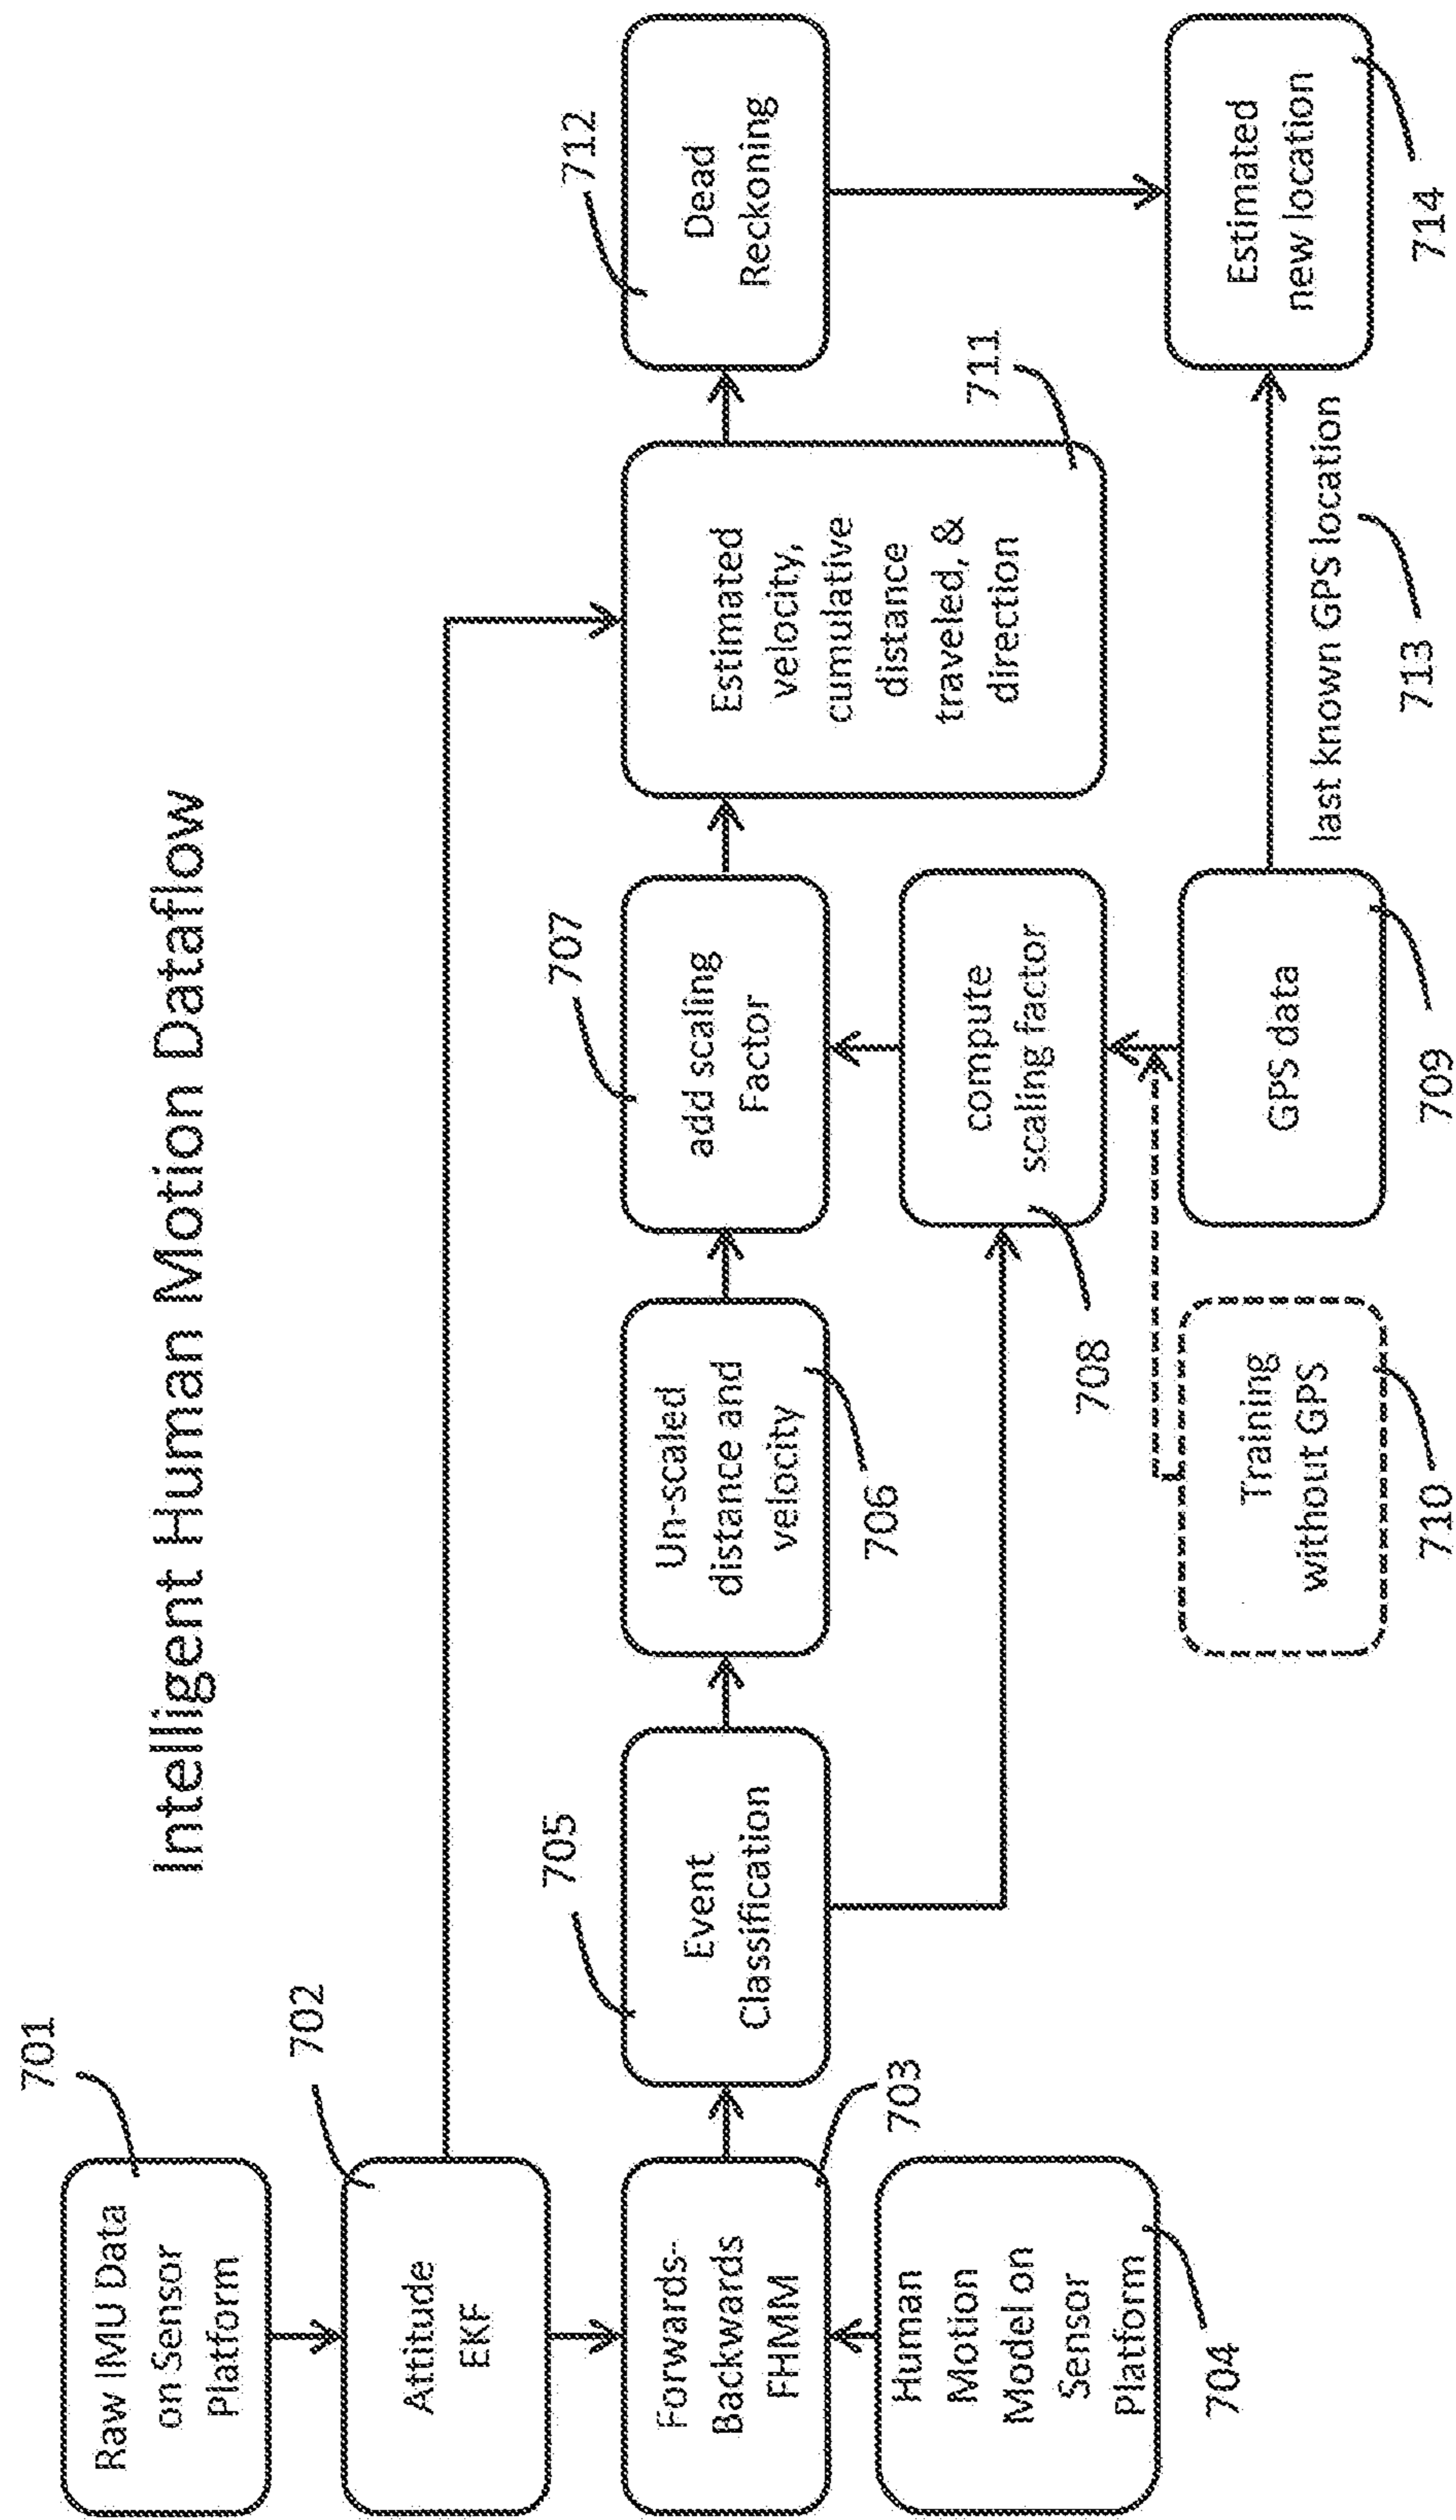 Intelligent Human Motion Dataflow
701
Raw IMU Data
on Sensor
Platform
702
Attitude
EKF
Forwards-
Backwards
FHMM
703
Human
Motion
Model on
Sensor
Platform
704
705
Event
Classification
Un-scaled
distance and
velocity
706
707
add scaling
Factor
compute
scaling factor
708
GPS data
709
Training
without GPS
710
Estimated
velocity,
cumulative
distance
traveled, &
direction
711
712
Dead
Reckoning
last known GPS location
713
Estimated
new location
714